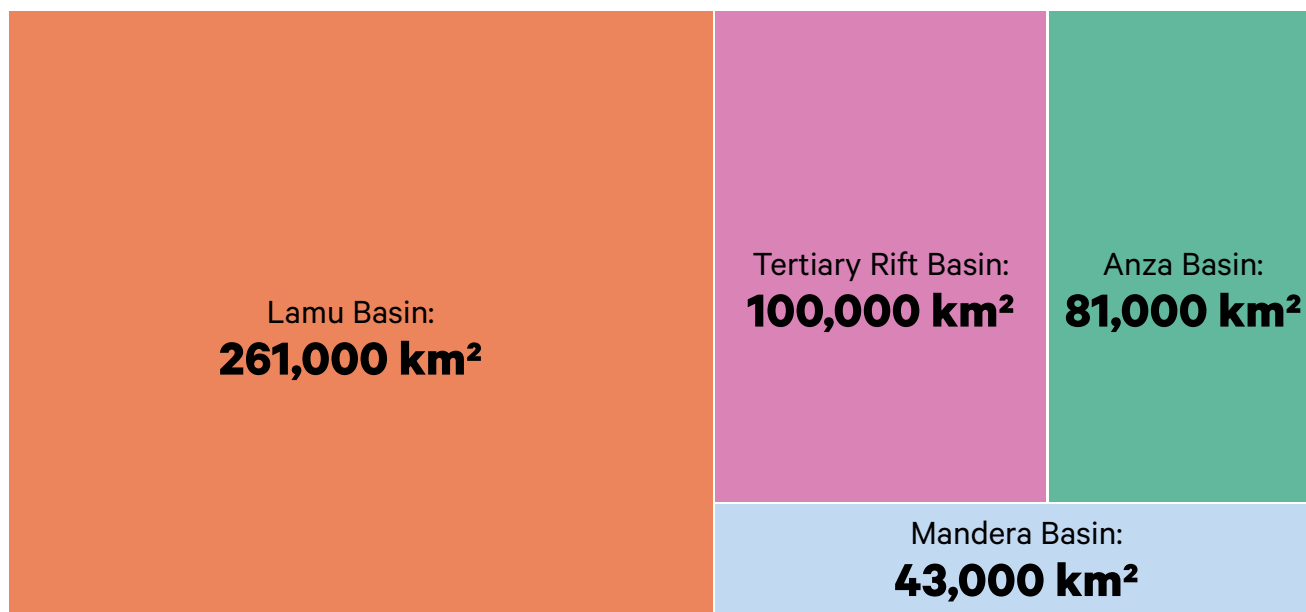 Lamu Basin:
261,000 km²
Tertiary Rift Basin:
100,000 km²
Anza Basin:
81,000 km²
Mandera Basin:
43,000 km²